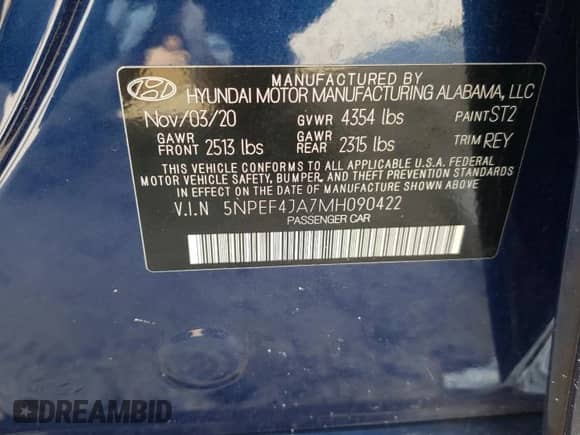 MANUFACTURED BY
HYUNDAI MOTOR MANUFACTURING ALABAMA, LLC
Nov/03/20 GVWR 4354 lbs PAINT ST2
GAWR FRONT 2513 lbs GAWR REAR 2315 lbs TRIM REY
THIS VEHICLE CONFORMS TO ALL APPLICABLE U.S.A. FEDERAL
MOTOR VEHICLE SAFETY, BUMPER, AND THEFT PREVENTION STANDARDS
IN EFFECT ON THE DATE OF MANUFACTURE SHOWN ABOVE.
V.I.N 5NPEF4JA7MH090422
PASSENGER CAR
DREAMBID